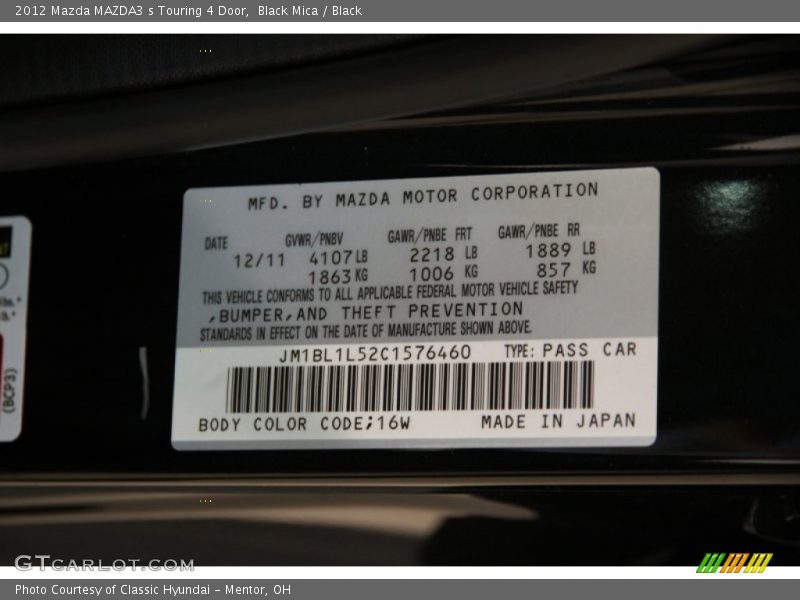 2012 Mazda MAZDA3 s Touring 4 Door, Black Mica / Black
MFD. BY MAZDA MOTOR CORPORATION
DATE GVWR/PNBV GAWR/PNBE FRT GAWR/PNBE RR
12/11 4107 LB 2218 LB 1889 LB
1863 KG 1006 KG 857 KG
THIS VEHICLE CONFORMS TO ALL APPLICABLE FEDERAL MOTOR VEHICLE SAFETY
,BUMPER,AND THEFT PREVENTION
STANDARDS IN EFFECT ON THE DATE OF MANUFACTURE SHOWN ABOVE.
JM1BL1L52C1576460 TYPE: PASS CAR
BODY COLOR CODE;16W MADE IN JAPAN
(BCP3)
GTCARLOT.COM
Photo Courtesy of Classic Hyundai - Mentor, OH